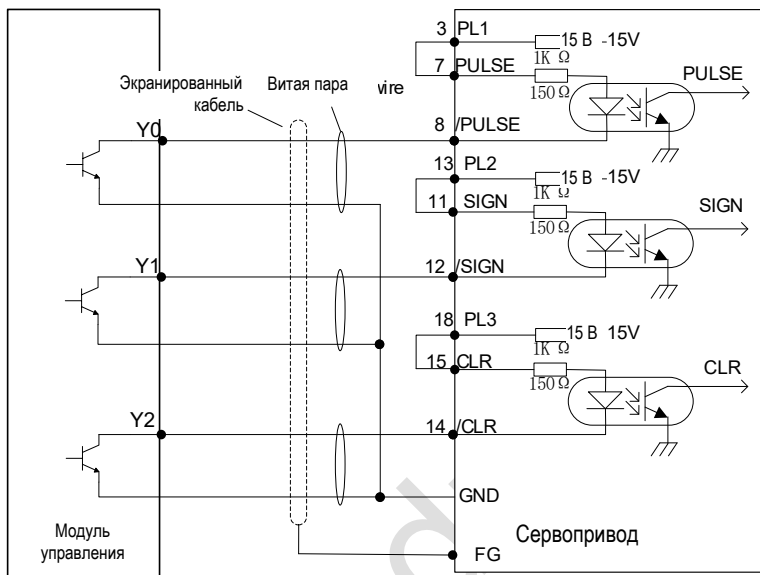 3 PL1
15 В -15V
1K Ω
7 PULSE
150 Ω
PULSE
Экранированный кабель
Витая пара
vire
Y0
8 /PULSE
13 PL2
15 В -15V
1K Ω
11 SIGN
150 Ω
SIGN
Y1
12 /SIGN
18 PL3
15 В 15V
1K Ω
15 CLR
150 Ω
CLR
Y2
14 /CLR
GND
Модуль
управления
Сервопривод
FG